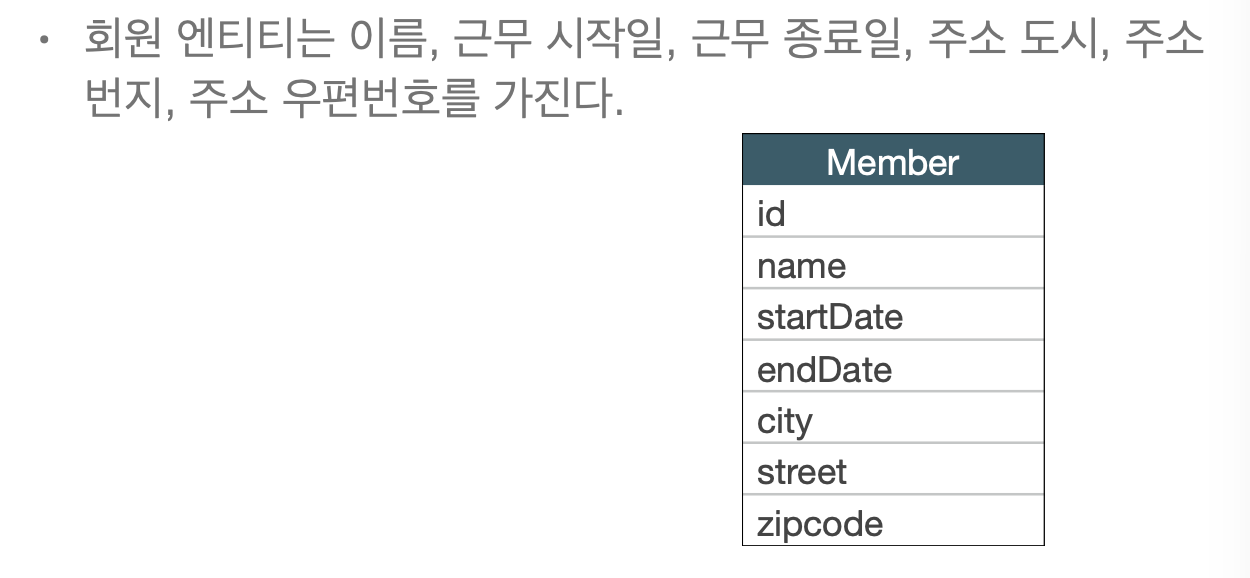 • 회원 엔티티는 이름, 근무 시작일, 근무 종료일, 주소 도시, 주소
번지, 주소 우편번호를 가진다.
Member
id
name
startDate
endDate
city
street
zipcode